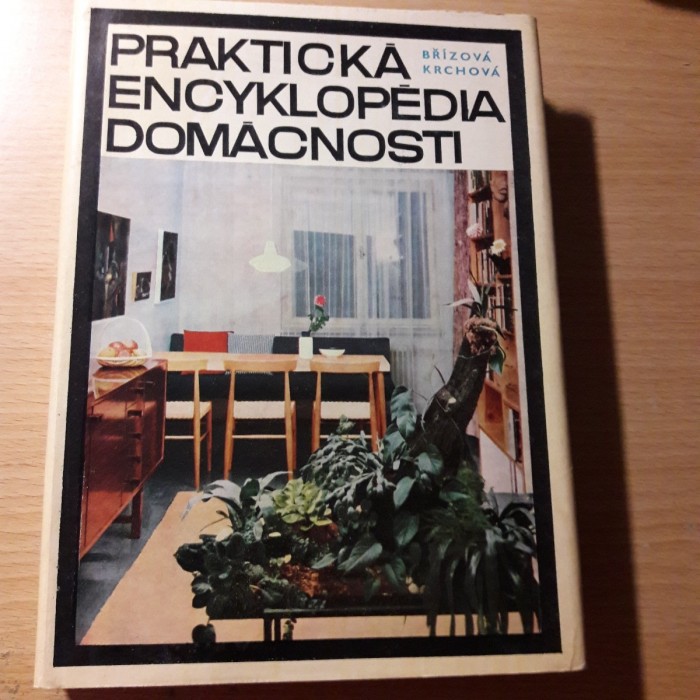 PRAKTICKÁ
ENCYKLOPÉDIA
DOMÁCNOSTI
BŘÍZOVÁ
KRCHOVÁ